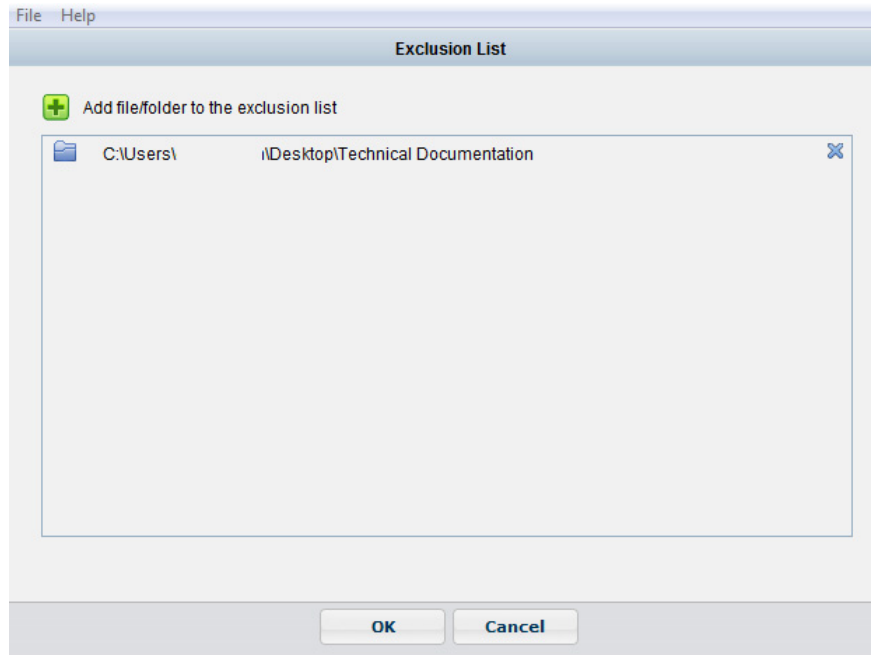 File Help
Exclusion List
Add file/folder to the exclusion list
C:\Users\ \Desktop\Technical Documentation
OK Cancel